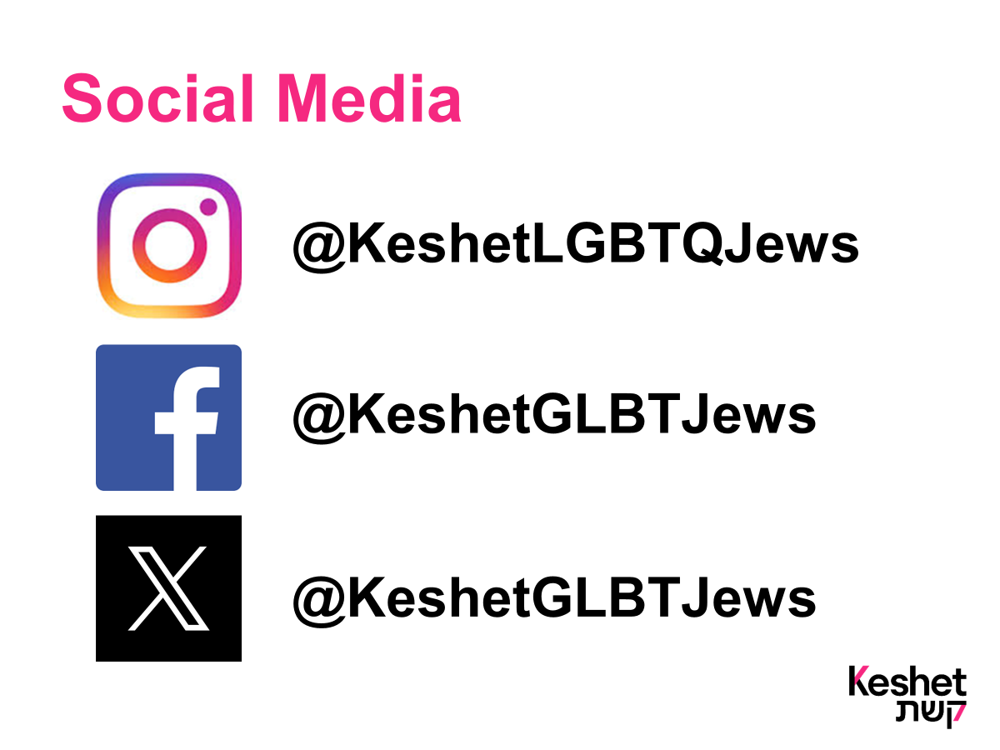 Social Media
@KeshetLGBTQJews
@KeshetGLBTJews
@KeshetGLBTJews
Keshet
קשת